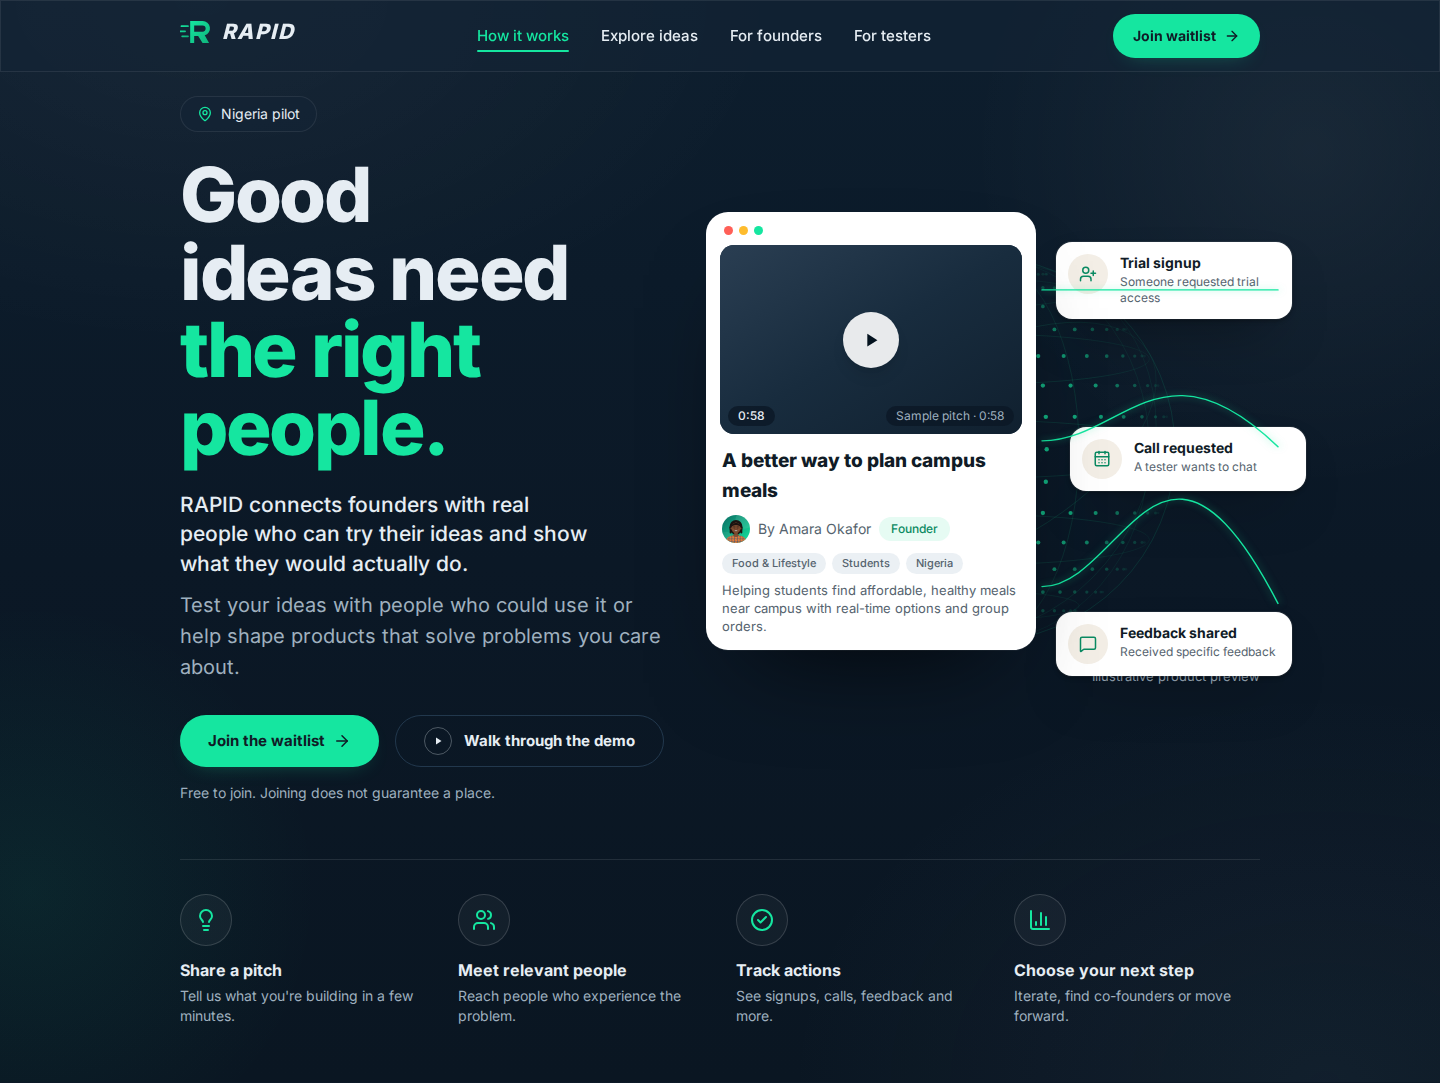 RAPID
How it works
Explore ideas
For founders
For testers
Join waitlist
Nigeria pilot
Good
ideas need
the right
people.
RAPID connects founders with real
people who can try their ideas and show
what they would actually do.
Test your ideas with people who could use it or
help shape products that solve problems you care
about.
Join the waitlist
Walk through the demo
Free to join. Joining does not guarantee a place.
0:58
Sample pitch · 0:58
A better way to plan campus
meals
By Amara Okafor
Founder
Food & Lifestyle
Students
Nigeria
Helping students find affordable, healthy meals
near campus with real-time options and group
orders.
Trial signup
Someone requested trial
access
Call requested
A tester wants to chat
Feedback shared
Received specific feedback
Illustrative product preview
Share a pitch
Tell us what you're building in a few
minutes.
Meet relevant people
Reach people who experience the
problem.
Track actions
See signups, calls, feedback and
more.
Choose your next step
Iterate, find co-founders or move
forward.